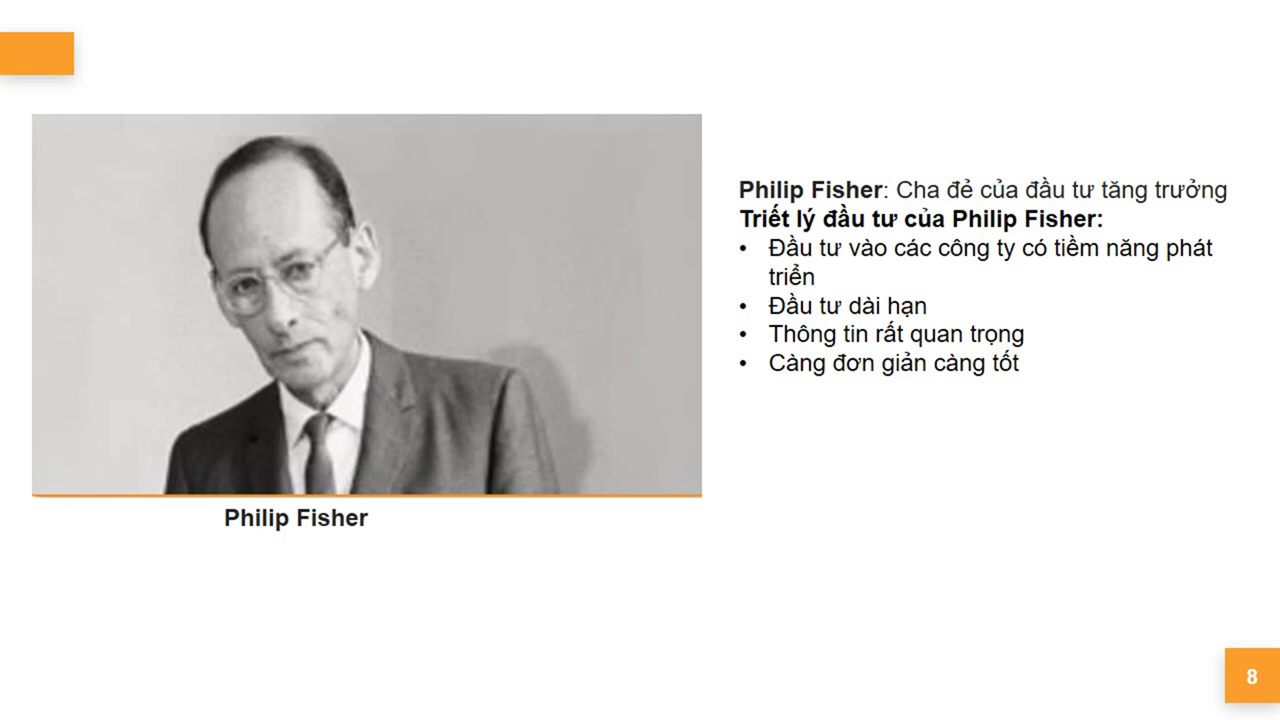 Philip Fisher: Cha đẻ của đầu tư tăng trưởng
Triết lý đầu tư của Philip Fisher:
• Đầu tư vào các công ty có tiềm năng phát
triển
• Đầu tư dài hạn
• Thông tin rất quan trọng
• Càng đơn giản càng tốt
Philip Fisher
8